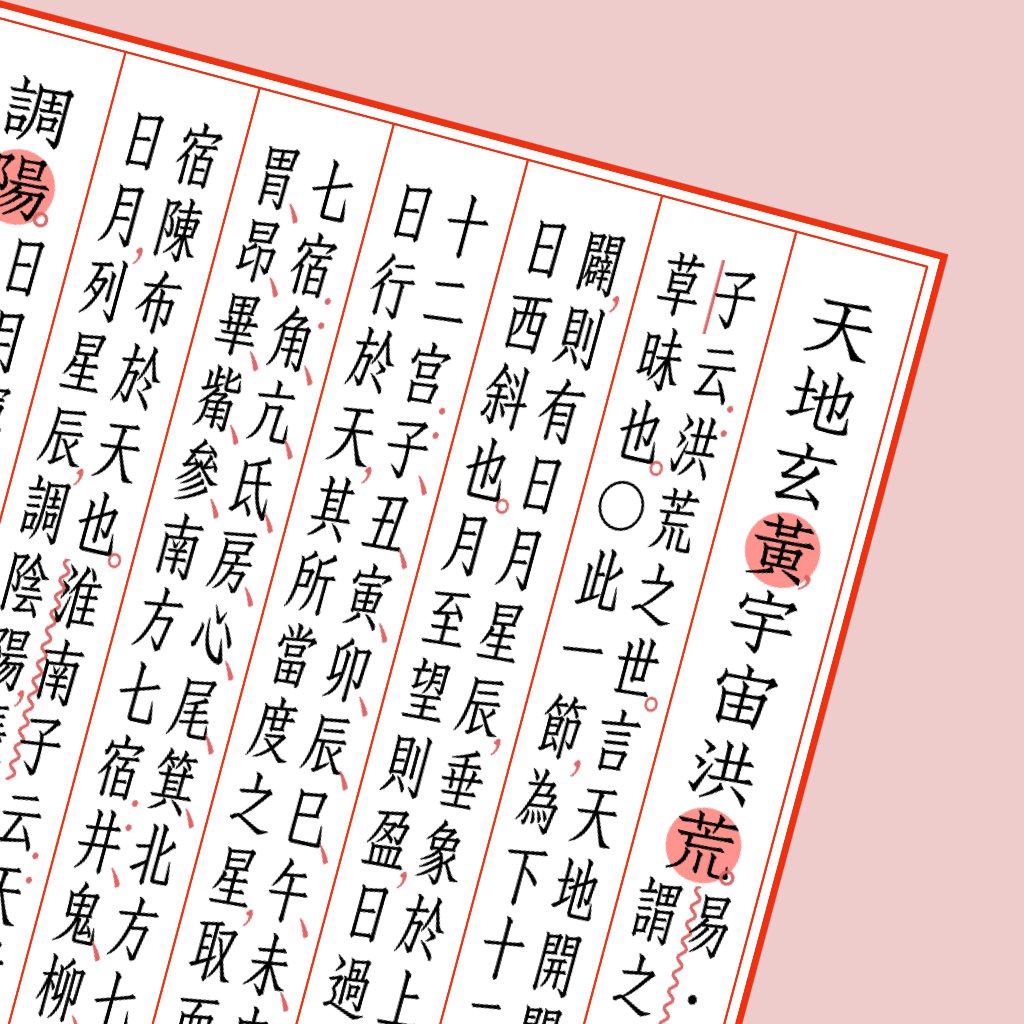 天地玄黃,宇宙洪荒。
易·
謂之
子云:洪荒之世。言天地開
草昧也。〇此一節,為下十
闢,則有日月星辰,垂象於上
日西斜也。月至望則盈,日過
十二宫:子、丑、寅、卯、辰、巳、午、未、
日行於天,其所當度之星,取
七宿:角、亢、氐、房、心、尾、箕、北方七
胃、昂、畢、觜、參、南方七宿:井、鬼、柳、
宿陳布於天也。淮南子云:天
日月,列星辰,調陰陽,
調陽。日月